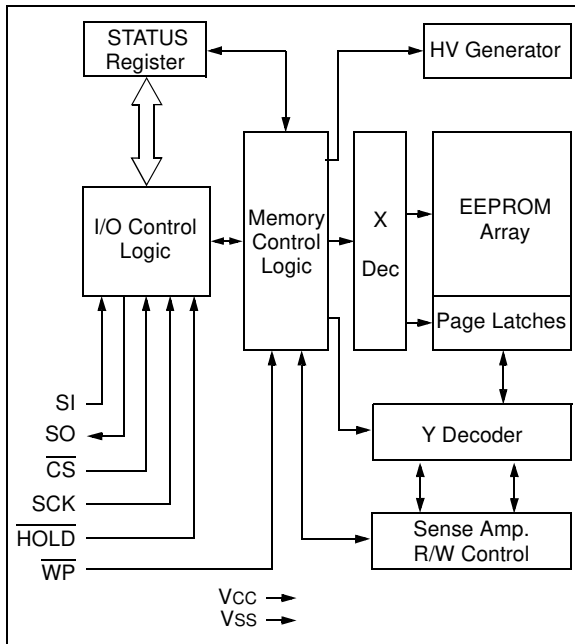 STATUS
Register
HV Generator
I/O Control
Logic
Memory
Control
Logic
X
Dec
EEPROM
Array
Page Latches
SI
SO
CS
SCK
HOLD
WP
Y Decoder
Sense Amp.
R/W Control
VCC
VSS